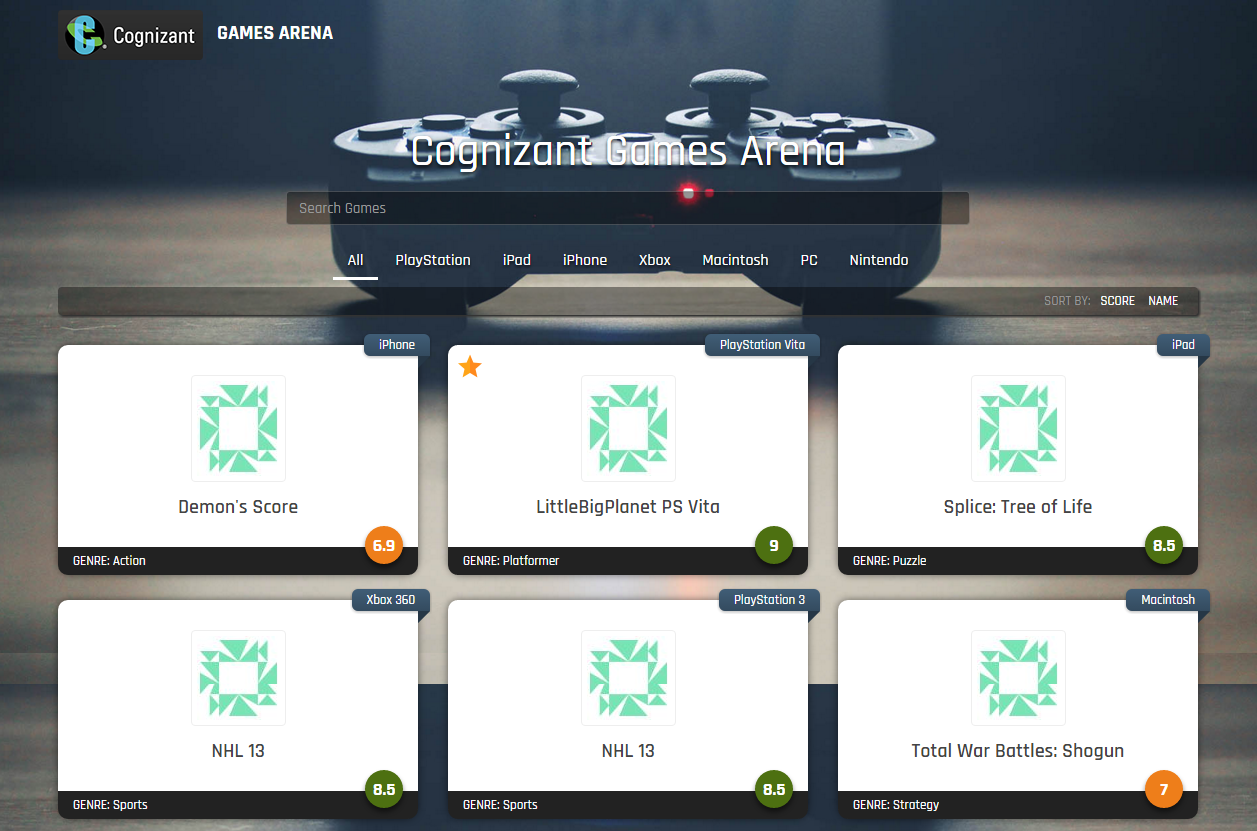 Cognizant GAMES ARENA
Cognizant Games Arena
Search Games
All PlayStation iPad iPhone Xbox Macintosh PC Nintendo
SORT BY: SCORE NAME
iPhone
Demon's Score
6.9
GENRE: Action
PlayStation Vita
LittleBigPlanet PS Vita
9
GENRE: Platformer
iPad
Splice: Tree of Life
8.5
GENRE: Puzzle
Xbox 360
NHL 13
8.5
GENRE: Sports
PlayStation 3
NHL 13
8.5
GENRE: Sports
Macintosh
Total War Battles: Shogun
7
GENRE: Strategy